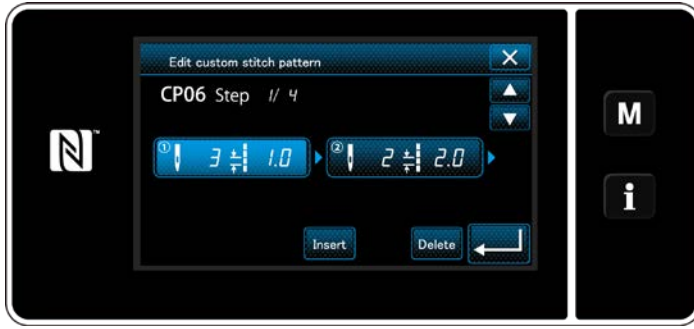 Edit custom stitch pattern
CP06 Step 1/ 4
M
N
① 3 1.0 ② 2 2.0
i
Insert Delete